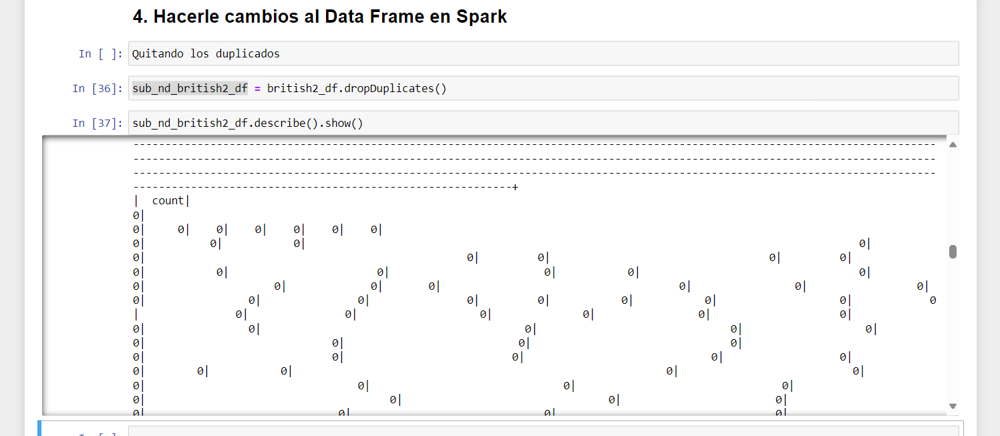 4. Hacerle cambios al Data Frame en Spark
In [ ]: Quitando los duplicados
In [36]: sub_nd_british2_df = british2_df.dropDuplicates()
In [37]: sub_nd_british2_df.describe().show()
-----------------------------------------------------------------------------------------------------------------------------
-----------------------------------------------------------------------------------------------------------------------------
-----------------------------------------------------------------------------------------------------------------------------
-----------------------------------------------------------+
|  count|
0|
0|     0|    0|    0|    0|    0|    0|
0|          0|            0|                                                                                      0|
0|                                                  0|         0|                                  0|         0|
0|           0|                       0|                        0|            0|                                  0|
0|                    0|             0|       0|                                     0|                0|                 0|
0|                0|               0|               0|         0|            0|            0|                   0|            0
|               0|               0|                   0|               0|                0|                    0|
0|                0|                                         0|                               0|                   0|
0|                             0|                           0|                                0|
0|                             0|                           0|                             0|                  0|
0|        0|           0|                                                          0|                           0|
0|                                 0|                              0|                                 0|
0|                                      0|                                 0|                        0|
0|                              0|                               0|                                   0|
In [ ]: